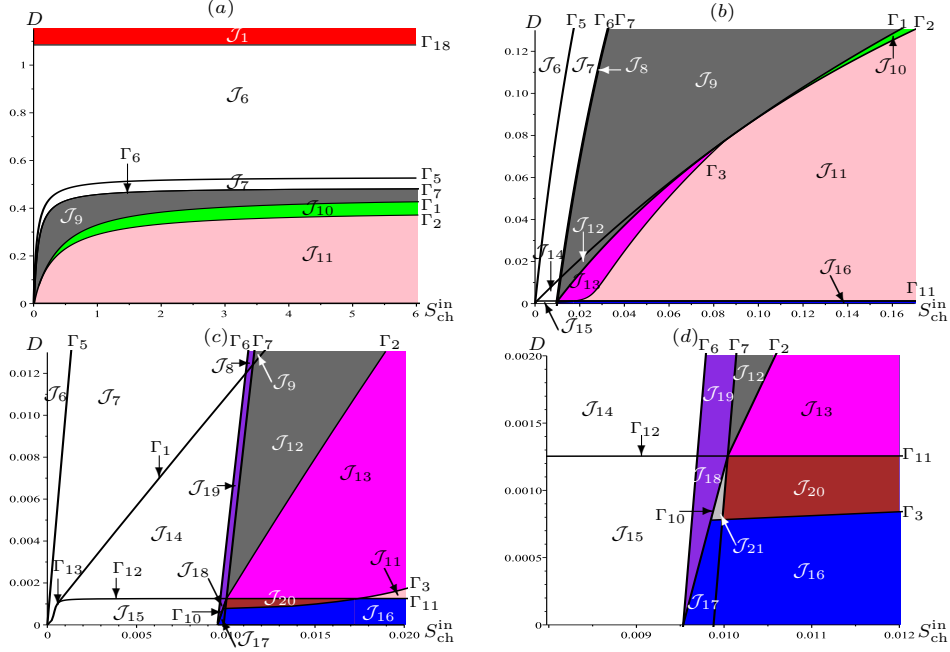 (a)
D
𝒥₁
Γ₁₈
1
𝒥₆
0.8
0.6
Γ₆
Γ₅
𝒥₇
Γ₇
0.4
𝒥₉
𝒥₁₀
Γ₁
Γ₂
0.2
𝒥₁₁
0
0 1 2 3 4 5 6 S_ch^in
(b)
D
Γ₅ Γ₆ Γ₇ Γ₁ Γ₂
0.12
𝒥₆ 𝒥₇ 𝒥₈ 𝒥₉ 𝒥₁₀
0.10
0.08
0.06
Γ₃ 𝒥₁₁
0.04
𝒥₁₂
0.02
𝒥₁₄ 𝒥₁₃ 𝒥₁₆
Γ₁₁
0
0 𝒥₁₅ 0.02 0.04 0.06 0.08 0.10 0.12 0.14 0.16 S_ch^in
(c)
D
Γ₅ Γ₆ Γ₇ Γ₂
0.012
𝒥₆ 𝒥₇ 𝒥₈ 𝒥₉
0.010
0.008
Γ₁ 𝒥₁₂
𝒥₁₃
0.006
𝒥₁₉
0.004
𝒥₁₄
𝒥₁₁
0.002
Γ₁₃ Γ₁₂ 𝒥₁₈ Γ₃
𝒥₂₀ Γ₁₁
𝒥₁₅ Γ₁₀ 𝒥₁₆
0
0 0.005 0.010 𝒥₁₇ 0.015 0.020 S_ch^in
(d)
D
Γ₆ Γ₇ Γ₂
0.0020
𝒥₁₄ 𝒥₁₉ 𝒥₁₂ 𝒥₁₃
0.0015
Γ₁₂
Γ₁₁
𝒥₁₈ 𝒥₂₀
0.0010
Γ₁₀ Γ₃
𝒥₁₅ 𝒥₂₁
0.0005
𝒥₁₆
𝒥₁₇
0
0.009 0.010 0.011 0.012 S_ch^in